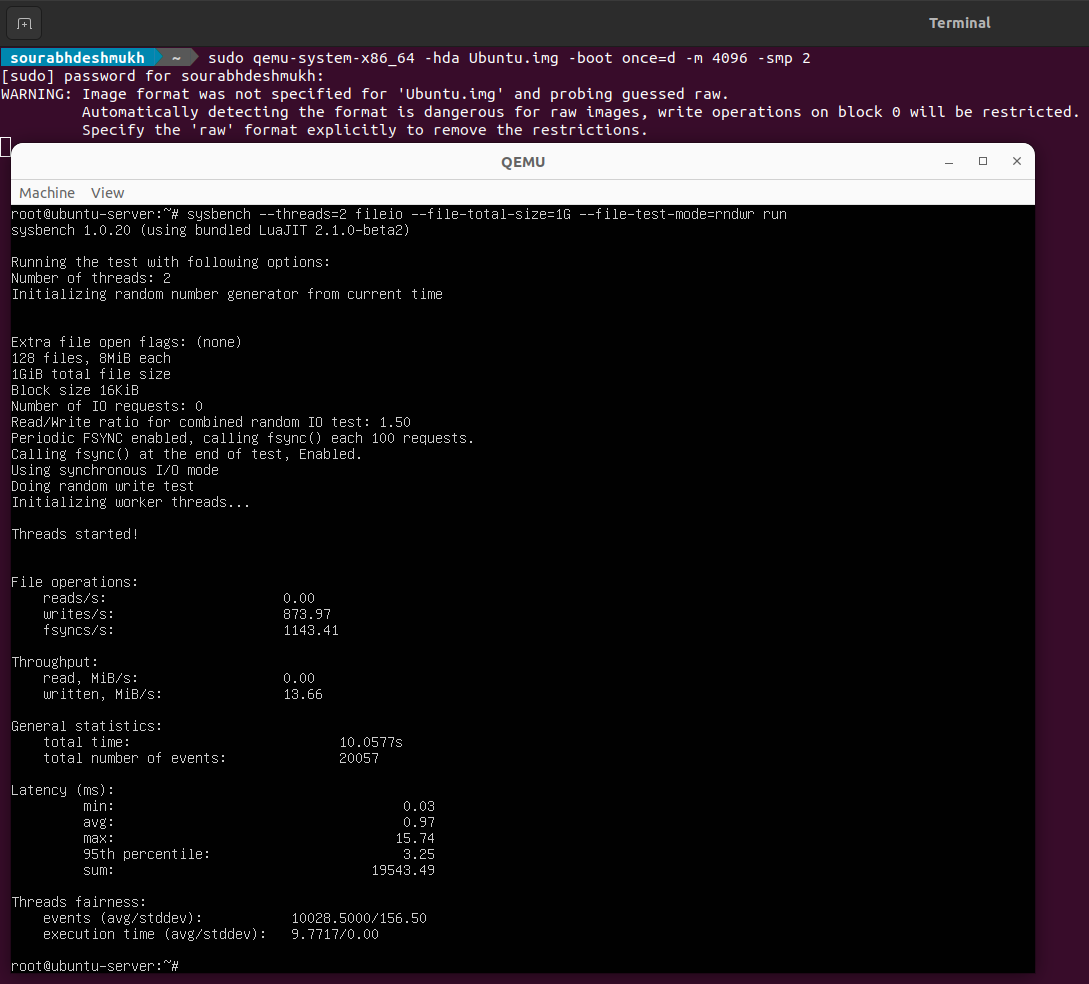 Terminal
sourabhdeshmukh ~ sudo qemu-system-x86_64 -hda Ubuntu.img -boot once=d -m 4096 -smp 2
[sudo] password for sourabhdeshmukh:
WARNING: Image format was not specified for 'Ubuntu.img' and probing guessed raw.
Automatically detecting the format is dangerous for raw images, write operations on block 0 will be restricted.
Specify the 'raw' format explicitly to remove the restrictions.
QEMU
Machine View
root@ubuntu-server:~# sysbench --threads=2 fileio --file-total-size=1G --file-test-mode=rndwr run
sysbench 1.0.20 (using bundled LuaJIT 2.1.0-beta2)
Running the test with following options:
Number of threads: 2
Initializing random number generator from current time
Extra file open flags: (none)
128 files, 8MiB each
1GiB total file size
Block size 16KiB
Number of IO requests: 0
Read/Write ratio for combined random IO test: 1.50
Periodic FSYNC enabled, calling fsync() each 100 requests.
Calling fsync() at the end of test, Enabled.
Using synchronous I/O mode
Doing random write test
Initializing worker threads...
Threads started!
File operations:
reads/s: 0.00
writes/s: 873.97
fsyncs/s: 1143.41
Throughput:
read, MiB/s: 0.00
written, MiB/s: 13.66
General statistics:
total time: 10.0577s
total number of events: 20057
Latency (ms):
min: 0.03
avg: 0.97
max: 15.74
95th percentile: 3.25
sum: 19543.49
Threads fairness:
events (avg/stddev): 10028.5000/156.50
execution time (avg/stddev): 9.7717/0.00
root@ubuntu-server:~#